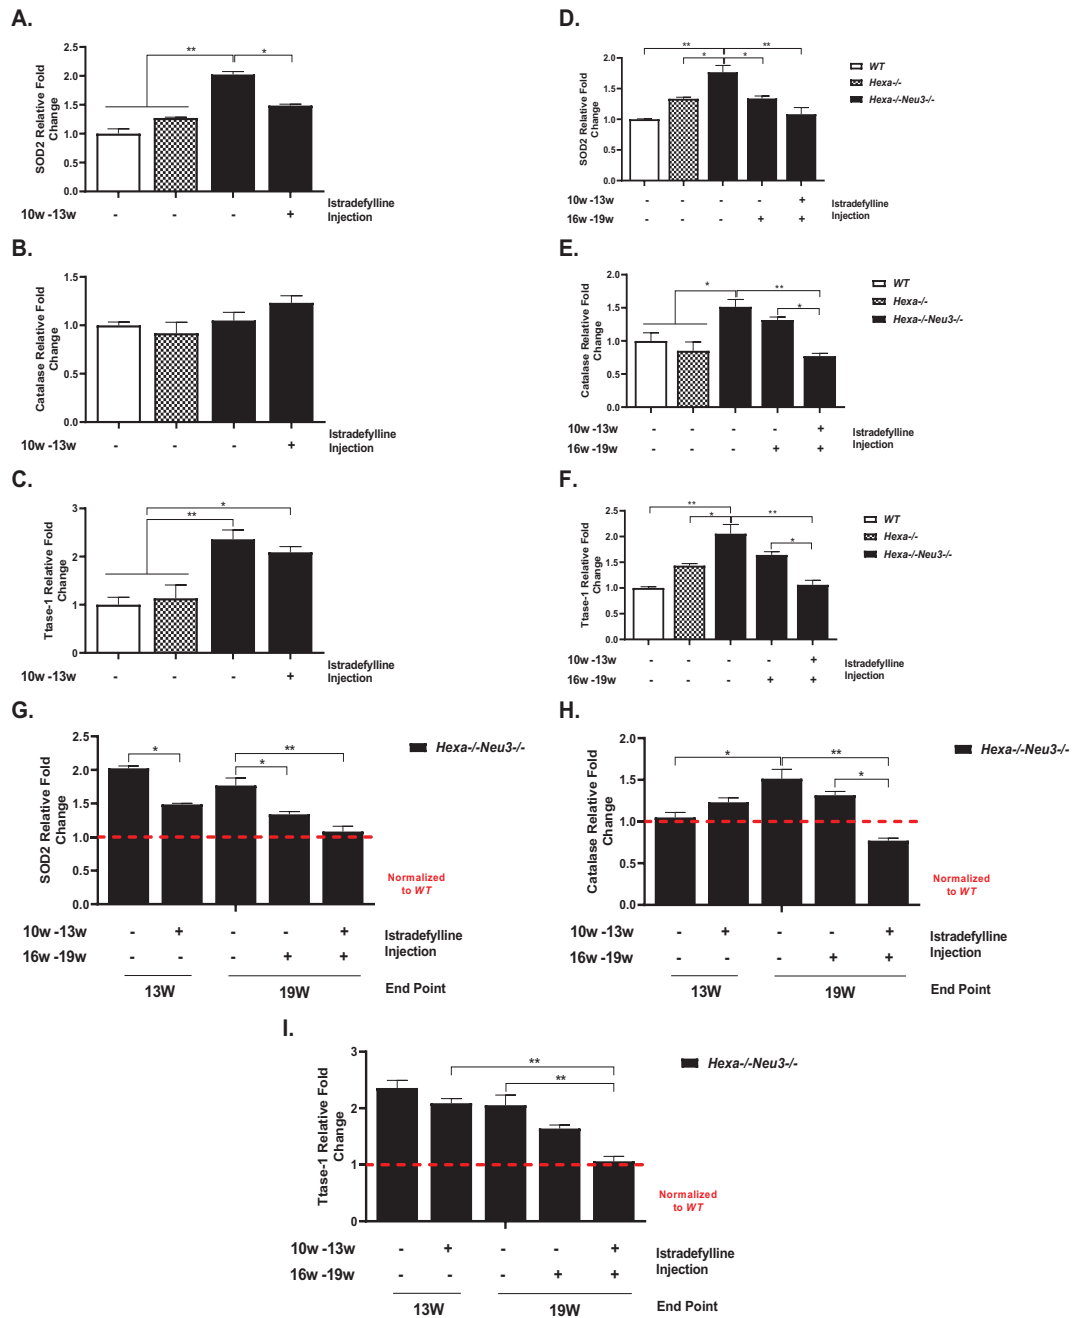 A.
SOD2 Relative Fold
Change
2.5
2.0
1.5
1.0
0.5
0.0
** *
10w -13w - - - +
Istradefylline
Injection
B.
Catalase Relative Fold
Change
1.5
1.0
0.5
0.0
10w -13w - - - +
Istradefylline
Injection
C.
Ttase-1 Relative Fold
Change
3
2
1
0
*
**
10w -13w - - - +
Istradefylline
Injection
D.
SOD2 Relative Fold
Change
2.0
1.5
1.0
0.5
0.0
** **
* *
WT
Hexa-/-
Hexa-/-Neu3-/-
10w -13w - - - - +
16w -19w - - - + +
Istradefylline
Injection
E.
Catalase Relative Fold
Change
2.0
1.5
1.0
0.5
0.0
* **
*
WT
Hexa-/-
Hexa-/-Neu3-/-
10w -13w - - - - +
16w -19w - - - + +
Istradefylline
Injection
F.
Ttase-1 Relative Fold
Change
2.5
2.0
1.5
1.0
0.5
0.0
**
* **
*
WT
Hexa-/-
Hexa-/-Neu3-/-
10w -13w - - - - +
16w -19w - - - + +
Istradefylline
Injection
G.
SOD2 Relative Fold
Change
2.5
2.0
1.5
1.0
0.5
0.0
* **
*
Hexa-/-Neu3-/-
Normalized
to WT
10w -13w - + - - +
16w -19w - - - + +
Istradefylline
Injection
13W 19W End Point
H.
Catalase Relative Fold
Change
2.0
1.5
1.0
0.5
0.0
* **
*
Hexa-/-Neu3-/-
Normalized
to WT
10w -13w - + - - +
16w -19w - - - + +
Istradefylline
Injection
13W 19W End Point
I.
Ttase-1 Relative Fold
Change
3
2
1
0
**
**
Hexa-/-Neu3-/-
Normalized
to WT
10w -13w - + - - +
16w -19w - - - + +
Istradefylline
Injection
13W 19W End Point